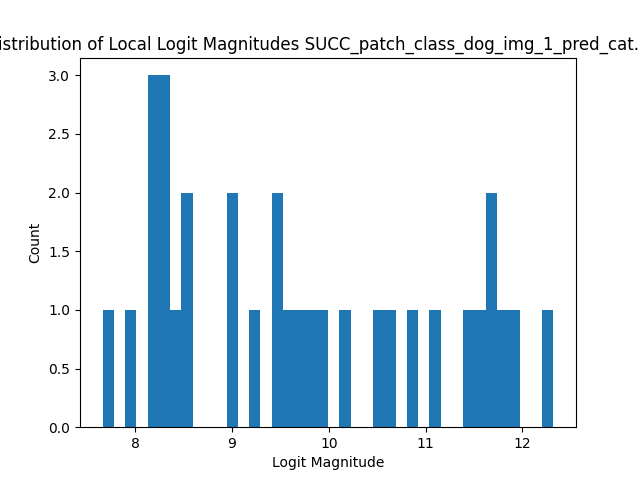 istribution of Local Logit Magnitudes SUCC_patch_class_dog_img_1_pred_cat.
3.0
2.5
2.0
1.5
1.0
0.5
0.0
Count
8 9 10 11 12
Logit Magnitude